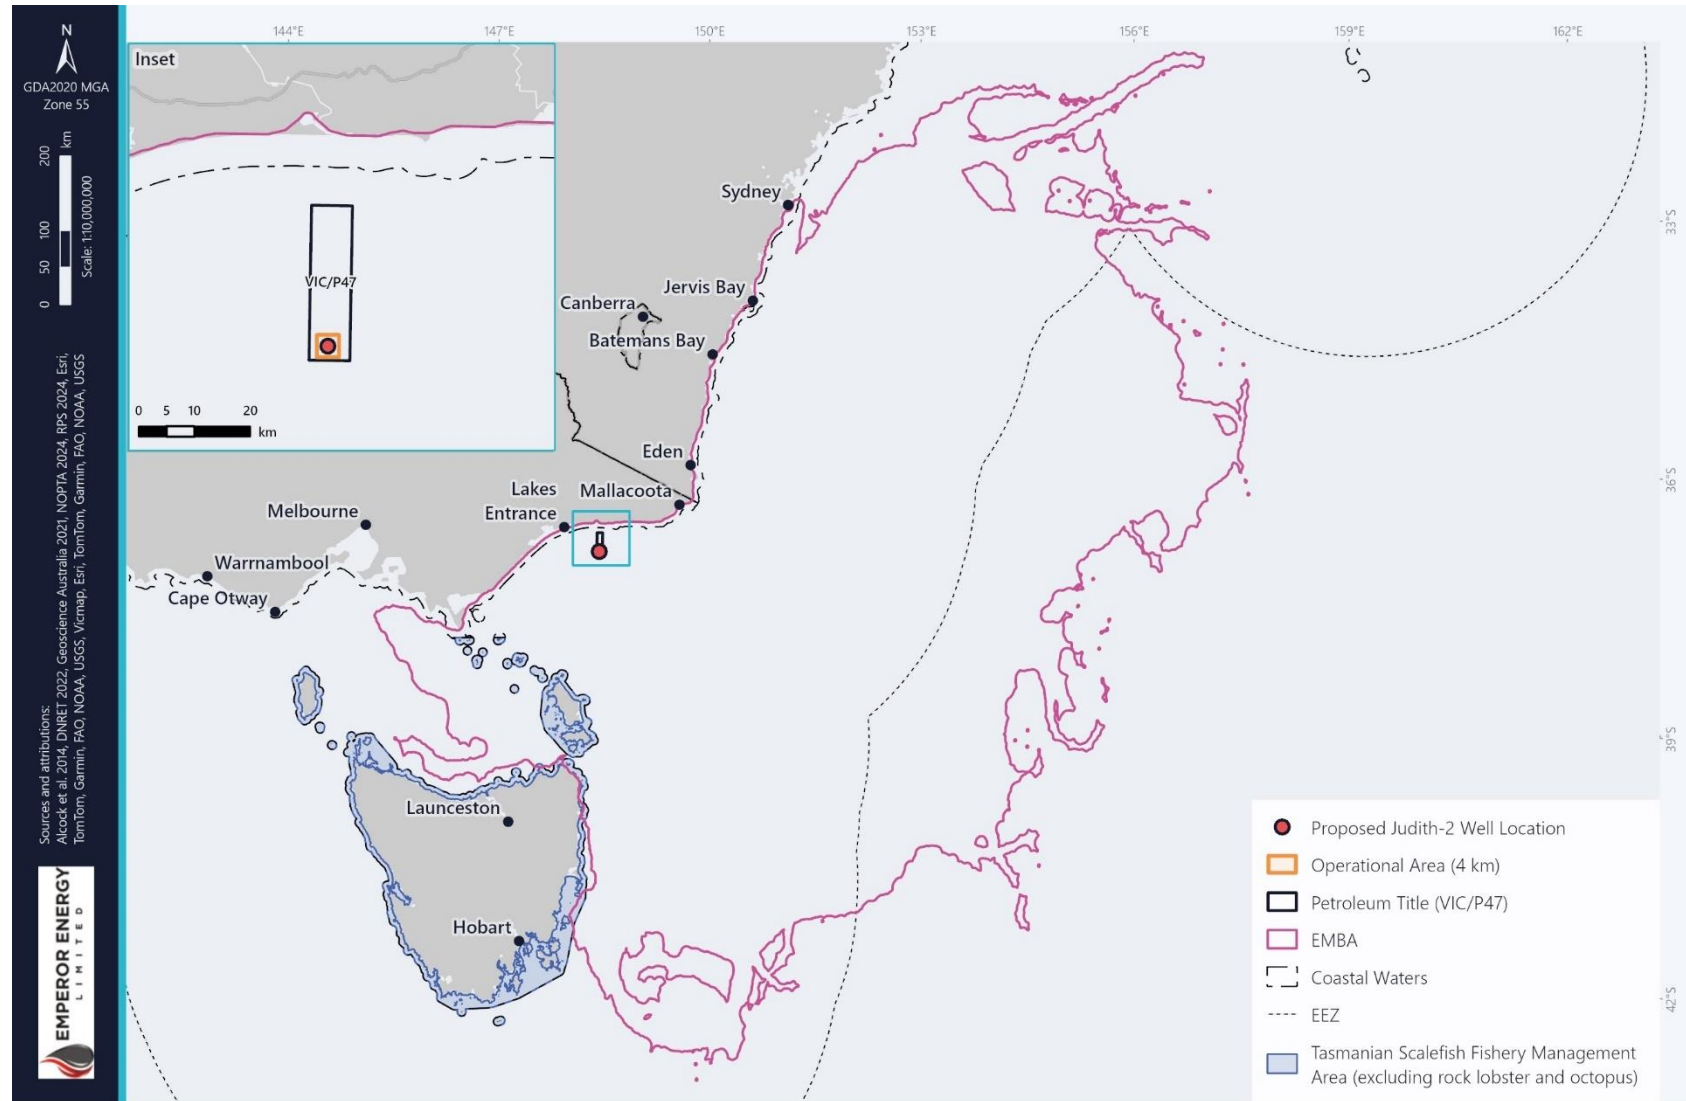 N
GDA2020 MGA
Zone 55
0 50 100 200
km
Scale: 1:10,000,000
Sources and attributions:
Alcock et al. 2014, DNRET 2022, Geoscience Australia 2021, NOPTA 2024, RPS 2024, Esri,
TomTom, Garmin, FAO, NOAA, USGS, Vicmap, Esri, TomTom, Garmin, FAO, NOAA, USGS
EMPEROR ENERGY
LIMITED
144°E 147°E 150°E 153°E 156°E 159°E 162°E
33°S
36°S
39°S
42°S
Inset
VIC/P47
0 5 10 20
km
Sydney
Jervis Bay
Canberra
Batemans Bay
Eden
Lakes
Entrance
Mallacoota
Melbourne
Warrnambool
Cape Otway
Launceston
Hobart
Proposed Judith-2 Well Location
Operational Area (4 km)
Petroleum Title (VIC/P47)
EMBA
Coastal Waters
EEZ
Tasmanian Scalefish Fishery Management
Area (excluding rock lobster and octopus)